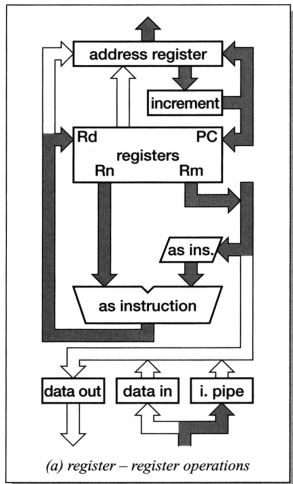 address register
increment
Rd
PC
registers
Rn
Rm
as ins.
as instruction
data out
data in
i. pipe
(a) register – register operations